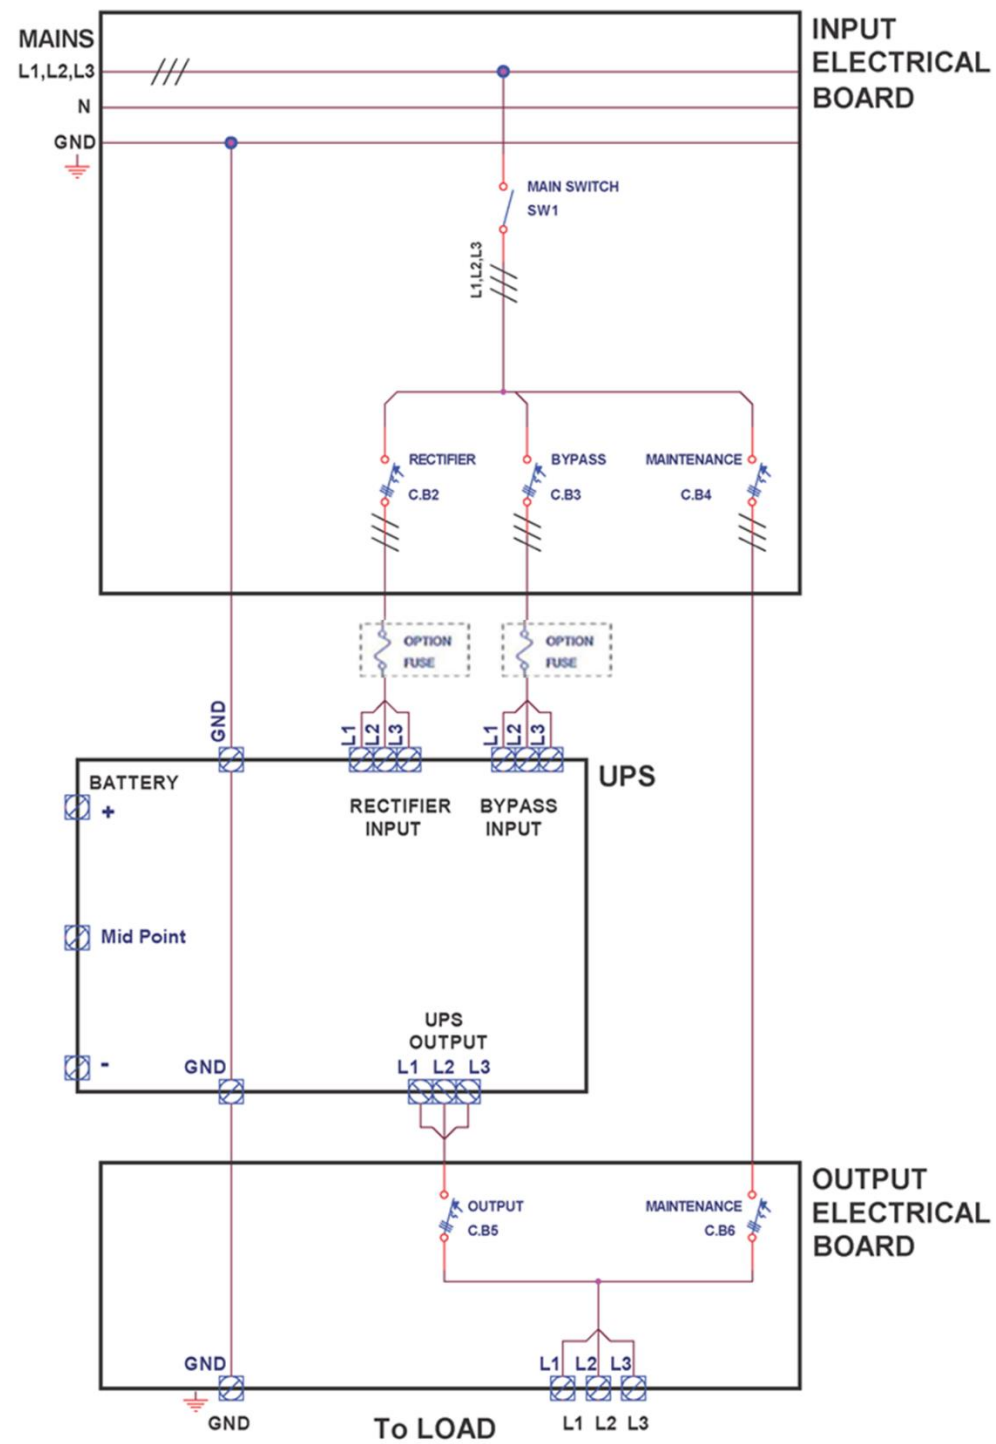 MAINS
L1,L2,L3
N
GND
INPUT
ELECTRICAL
BOARD
MAIN SWITCH
SW1
L1,L2,L3
RECTIFIER
C.B2
BYPASS
C.B3
MAINTENANCE
C.B4
OPTION
FUSE
OPTION
FUSE
GND
L1
L2
L3
L1
L2
L3
UPS
BATTERY
+
RECTIFIER
INPUT
BYPASS
INPUT
Mid Point
UPS
OUTPUT
-
GND
L1 L2 L3
OUTPUT
ELECTRICAL
BOARD
OUTPUT
C.B5
MAINTENANCE
C.B6
GND
L1 L2 L3
GND
To LOAD
L1 L2 L3